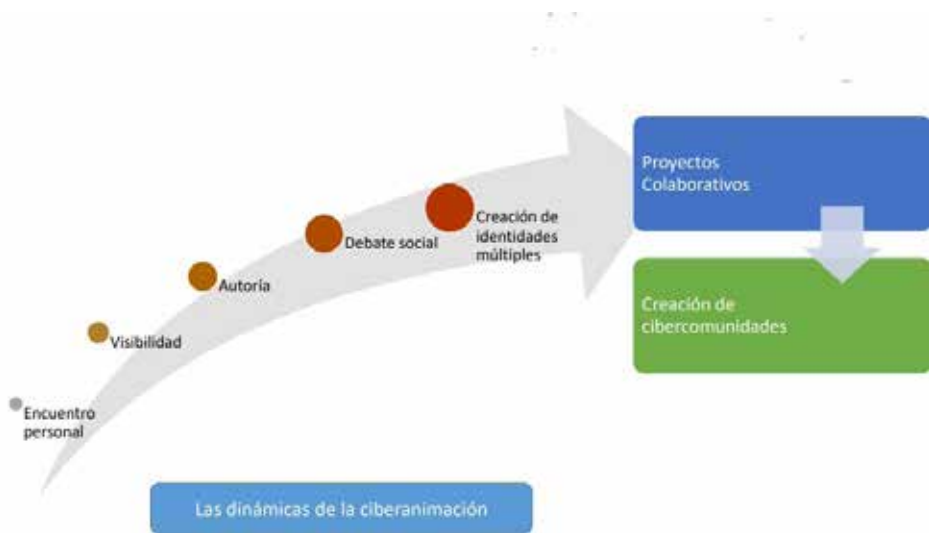 Encuentro
personal
Visibilidad
Autoría
Debate social
Creación de
identidades
múltiples
Proyectos
Colaborativos
Creación de
cibercomunidades
Las dinámicas de la ciberanimación